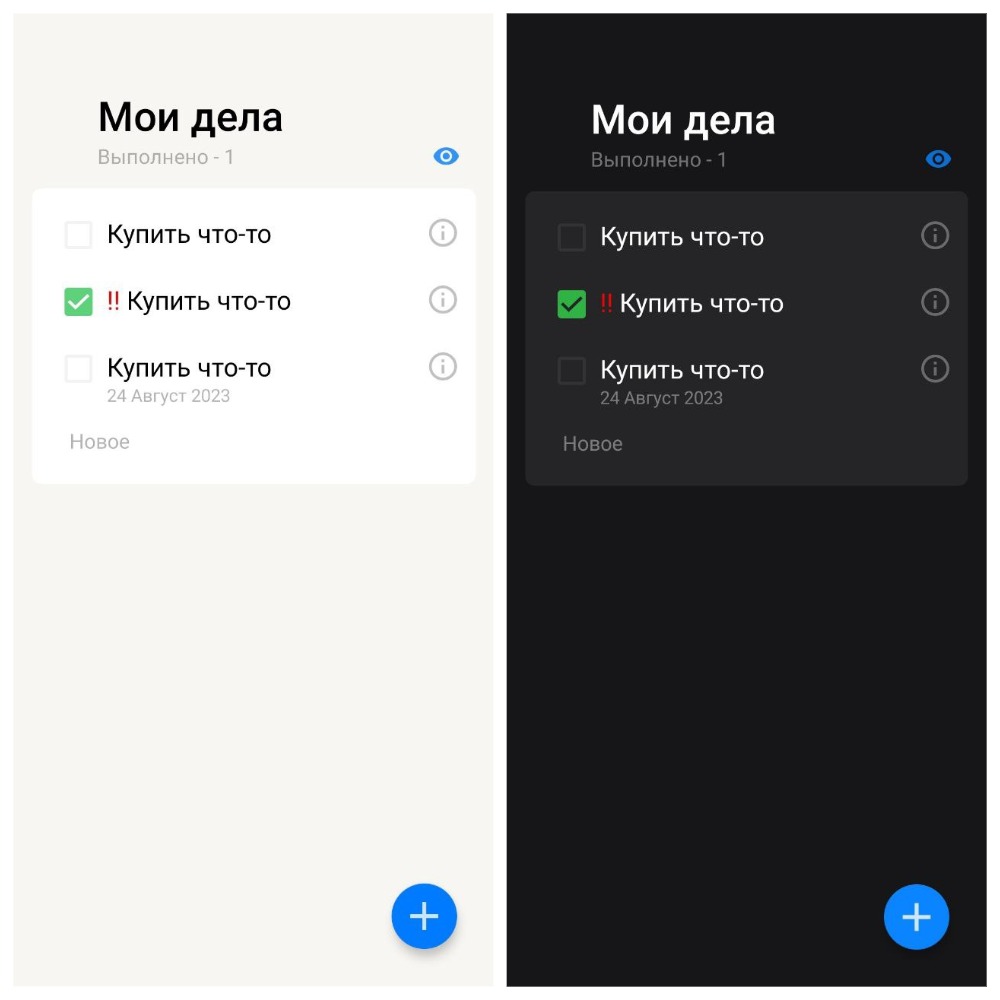 Мои дела
Выполнено - 1
Купить что-то
!! Купить что-то
Купить что-то
24 Август 2023
Новое
Мои дела
Выполнено - 1
Купить что-то
!! Купить что-то
Купить что-то
24 Август 2023
Новое